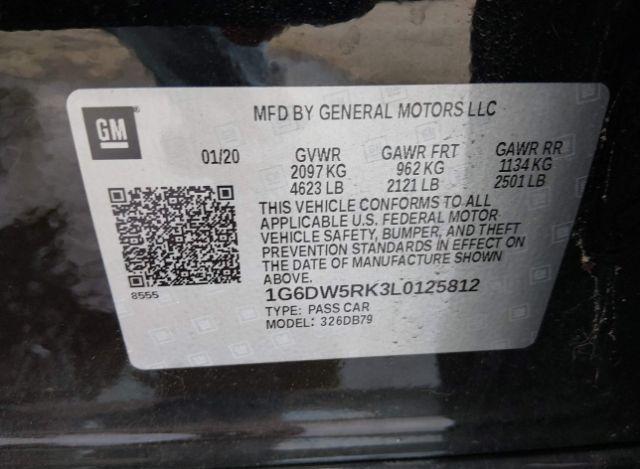 GM
MFD BY GENERAL MOTORS LLC
01/20
GVWR
2097 KG
4623 LB
GAWR FRT
962 KG
2121 LB
GAWR RR
1134 KG
2501 LB
THIS VEHICLE CONFORMS TO ALL
APPLICABLE U.S. FEDERAL MOTOR
VEHICLE SAFETY, BUMPER, AND THEFT
PREVENTION STANDARDS IN EFFECT ON
THE DATE OF MANUFACTURE SHOWN
ABOVE.
8555
1G6DW5RK3L0125812
TYPE: PASS CAR
MODEL: 326DB79